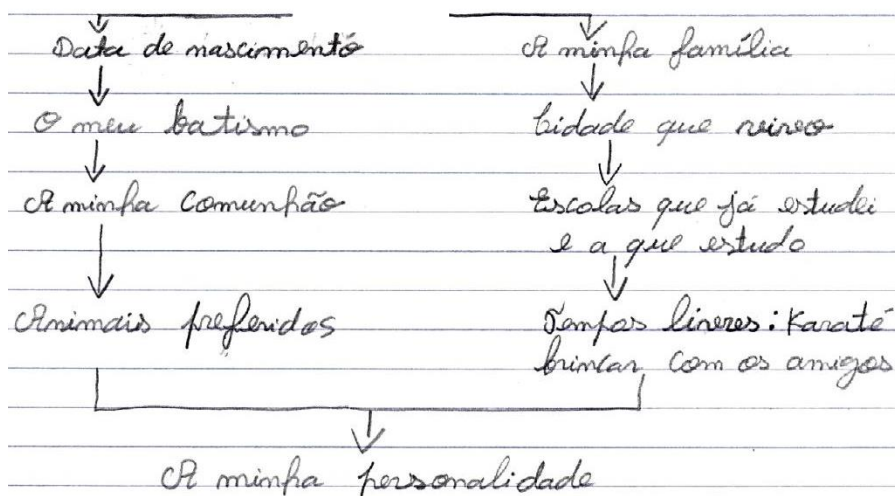 Data de nascimento
A minha família
O meu batismo
Cidade que vivo
A minha Comunhão
Escolas que já estudei
e a que estudo
Animais preferidos
Tempos livres: Karaté
brincar com os amigos
A minha personalidade